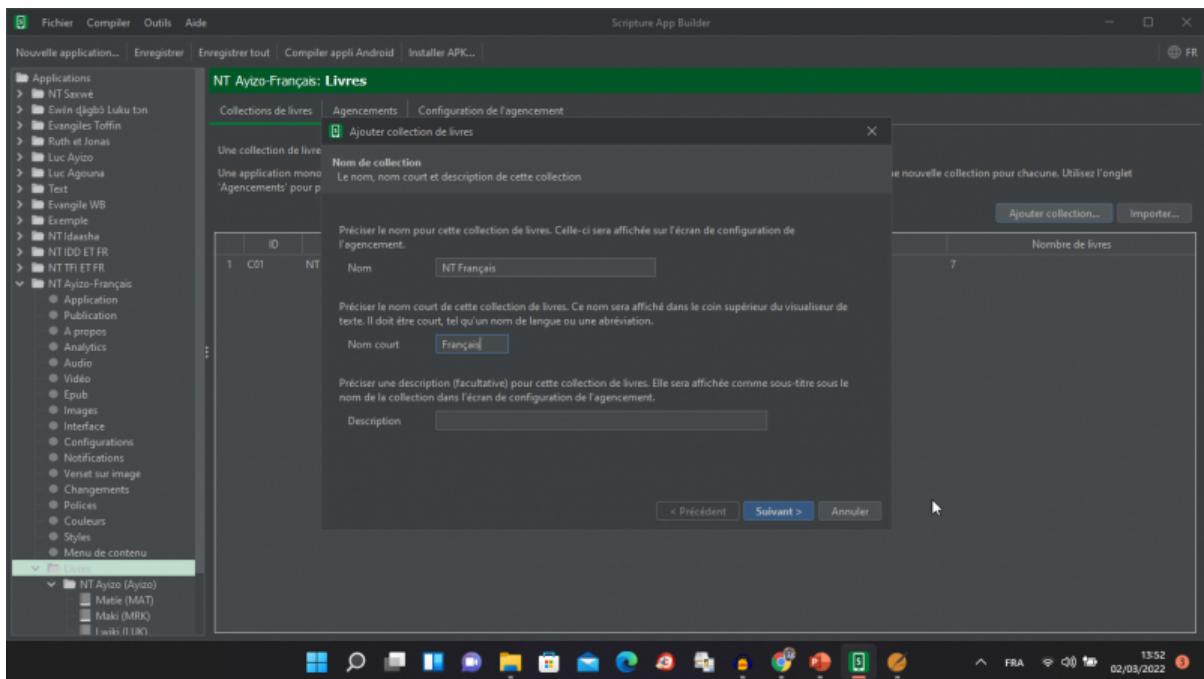 Fichier Compiler Outils Aide
Scripture App Builder
Nouvelle application... Enregistrer Enregistrer tout Compiler appli Android Installer APK...
FR
Applications
NT Saxwè
Ewin ɖagbɔ Luku tɔn
Evangiles Toffin
Ruth et Jonas
Luc Ayizo
Luc Agouna
Text
Evangile WB
Exemple
NT Idaasha
NT IDD ET FR
NT TFI ET FR
NT Ayizo-Français
Application
Publication
A propos
Analytics
Audio
Vidéo
Epub
Images
Interface
Configurations
Notifications
Verset sur image
Changements
Polices
Couleurs
Styles
Menu de contenu
Livres
NT Ayizo (Ayizo)
Matie (MAT)
Maki (MRK)
Lwiki (LUK)
NT Ayizo-Français: Livres
Collections de livres Agencements Configuration de l'agencement
Une collection de livre
Une application mono
'Agencements' pour p
e nouvelle collection pour chacune. Utilisez l'onglet
Ajouter collection... Importer...
ID
Nombre de livres
1 C01 NT
7
Ajouter collection de livres
Nom de collection
Le nom, nom court et description de cette collection
Préciser le nom pour cette collection de livres. Celle-ci sera affichée sur l'écran de configuration de
l'agencement.
Nom NT Français
Préciser le nom court de cette collection de livres. Ce nom sera affiché dans le coin supérieur du visualiseur de
texte. Il doit être court, tel qu'un nom de langue ou une abréviation.
Nom court Français
Préciser une description (facultative) pour cette collection de livres. Elle sera affichée comme sous-titre sous le
nom de la collection dans l'écran de configuration de l'agencement.
Description
< Précédent Suivant > Annuler
FRA
13:52
02/03/2022
3